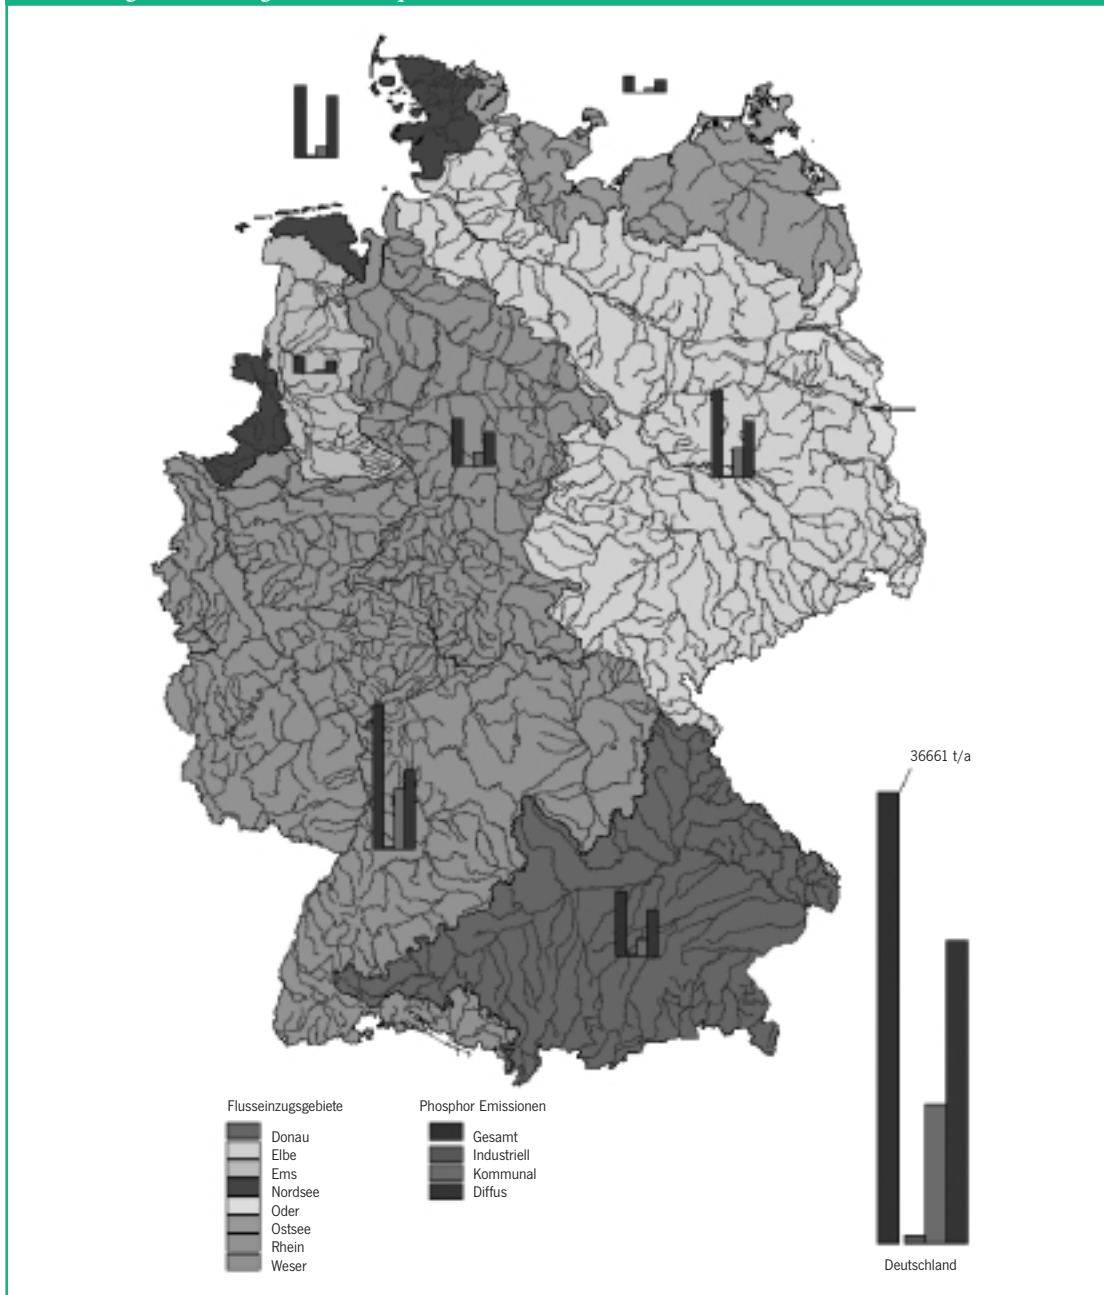 36661 t/a
Flusseinzugsgebiete
Donau
Elbe
Ems
Nordsee
Oder
Ostsee
Rhein
Weser
Phosphor Emissionen
Gesamt
Industriell
Kommunal
Diffus
Deutschland